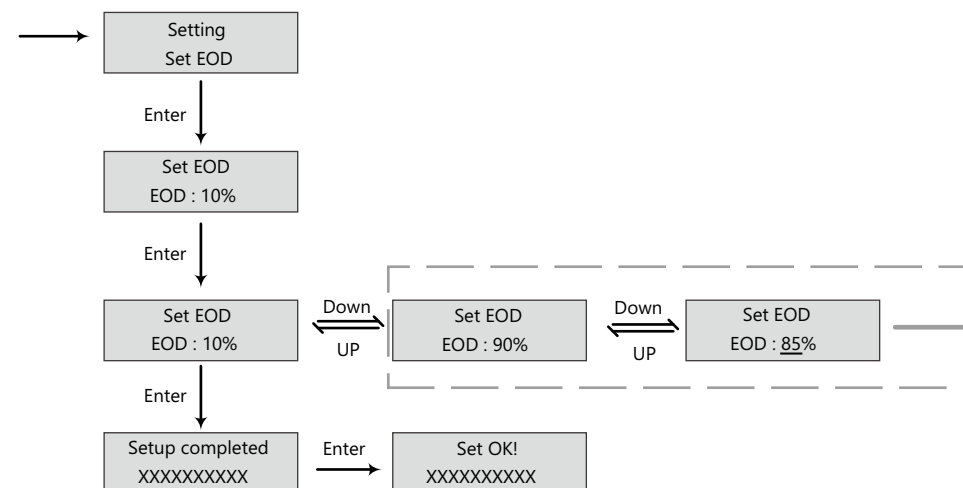 Setting
Set EOD
Enter
Set EOD
EOD : 10%
Enter
Set EOD
EOD : 10%
Down
UP
Set EOD
EOD : 90%
Down
UP
Set EOD
EOD : 85%
Enter
Setup completed
XXXXXXXXXX
Enter
Set OK!
XXXXXXXXXX